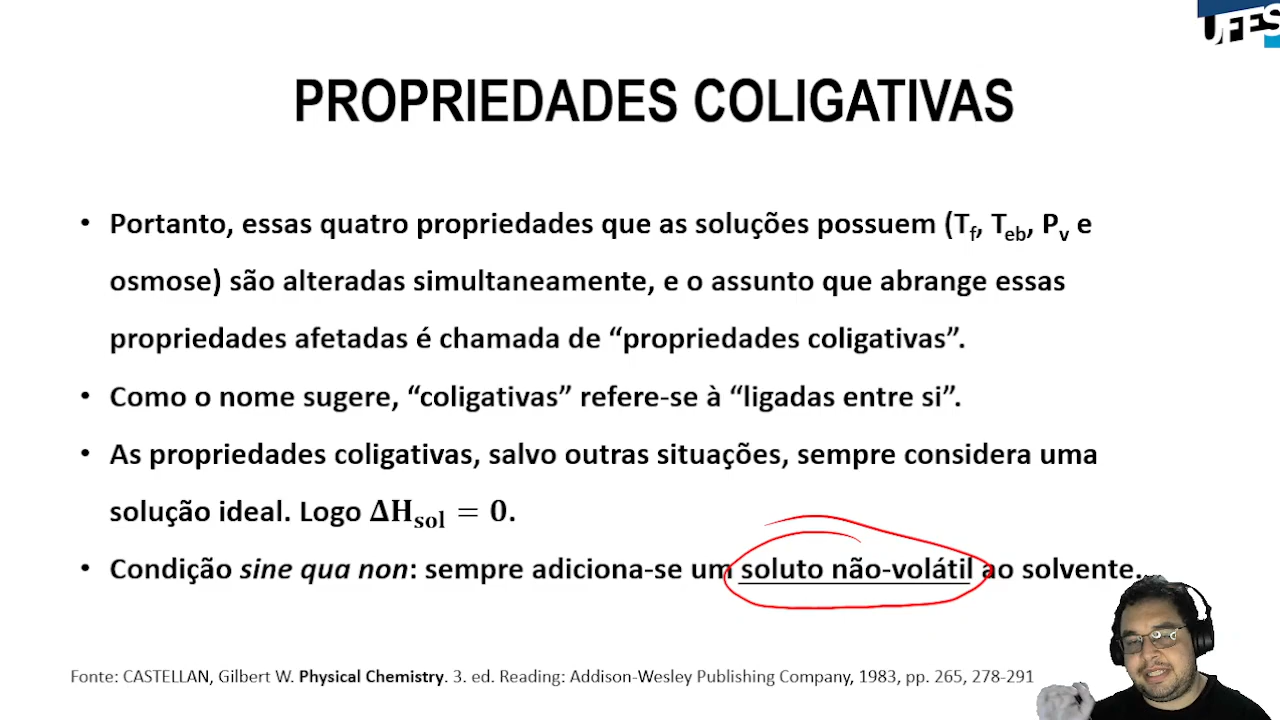 UFES
PROPRIEDADES COLIGATIVAS
• Portanto, essas quatro propriedades que as soluções possuem (Tf, Teb, Pv e
osmose) são alteradas simultaneamente, e o assunto que abrange essas
propriedades afetadas é chamada de “propriedades coligativas”.
• Como o nome sugere, “coligativas” refere-se à “ligadas entre si”.
• As propriedades coligativas, salvo outras situações, sempre considera uma
solução ideal. Logo ΔHsol = 0.
• Condição sine qua non: sempre adiciona-se um soluto não-volátil ao solvente.
Fonte: CASTELLAN, Gilbert W. Physical Chemistry. 3. ed. Reading: Addison-Wesley Publishing Company, 1983, pp. 265, 278-291